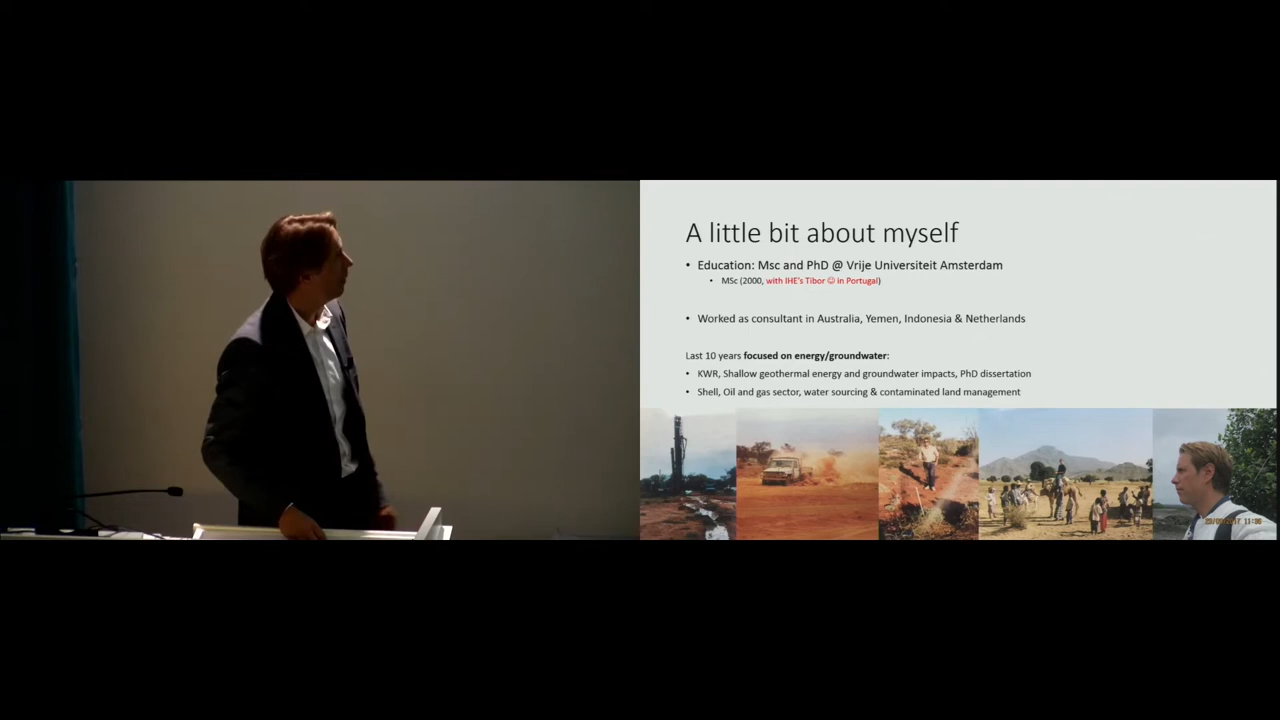 A little bit about myself
• Education: Msc and PhD @ Vrije Universiteit Amsterdam
• MSc (2000, with IHE's Tibor ☺ in Portugal)
• Worked as consultant in Australia, Yemen, Indonesia & Netherlands
Last 10 years focused on energy/groundwater:
• KWR, Shallow geothermal energy and groundwater impacts, PhD dissertation
• Shell, Oil and gas sector, water sourcing & contaminated land management